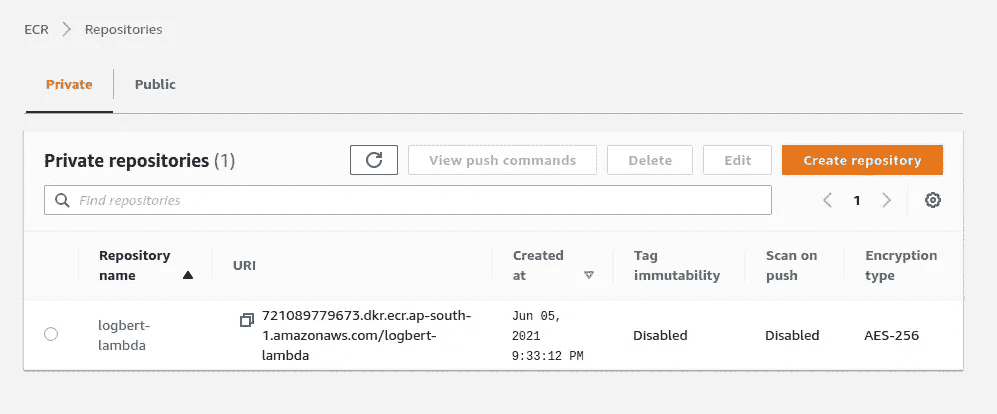 ECR Repositories
Private Public
Private repositories (1) View push commands Delete Edit Create repository
Find repositories 1
Repository name URI Created at Tag immutability Scan on push Encryption type
logbert-
lambda
721089779673.dkr.ecr.ap-south-
1.amazonaws.com/logbert-
lambda
Jun 05,
2021
9:33:12 PM
Disabled
Disabled
AES-256